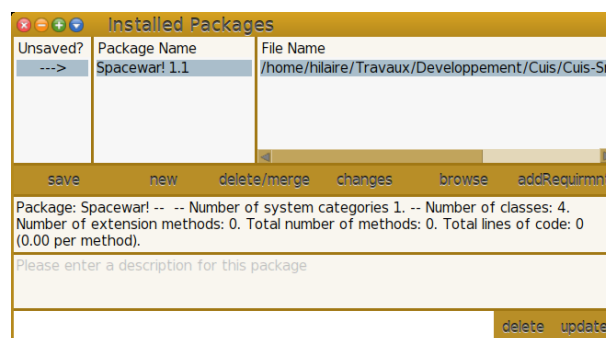 Installed Packages
Unsaved? Package Name File Name
---> Spacewar! 1.1 /home/hilaire/Travaux/Developpement/Cuis/Cuis-Sm
save new delete/merge changes browse addRequirmnt
Package: Spacewar! -- -- Number of system categories 1. -- Number of classes: 4.
Number of extension methods: 0. Total number of methods: 0. Total lines of code: 0
(0.00 per method).
Please enter a description for this package
delete update